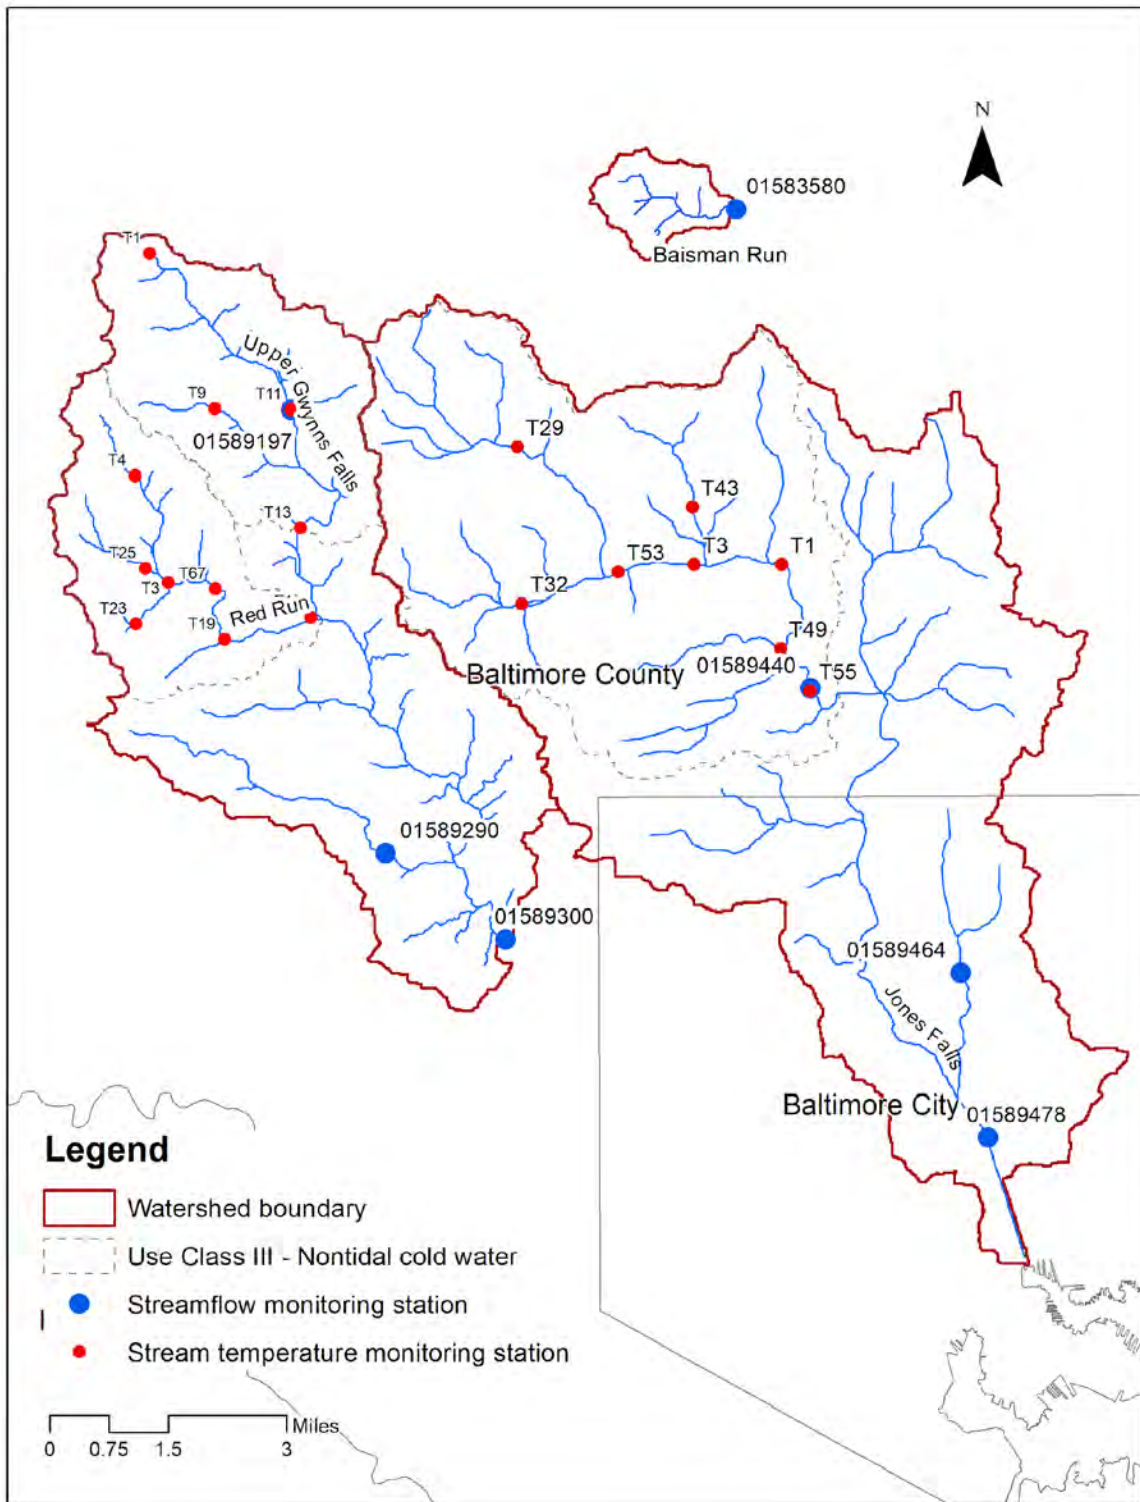 N
01583580
Baisman Run
T1
Upper Gwynns Falls
T9
T11
01589197
T29
T4
T43
T13
T25
T3
T67
T53
T3
T1
T32
T23
Red Run
T19
T49
Baltimore County
01589440
T55
01589290
01589300
01589464
Jones Falls
Baltimore City
01589478
Legend
Watershed boundary
Use Class III - Nontidal cold water
Streamflow monitoring station
Stream temperature monitoring station
Miles
0 0.75 1.5 3